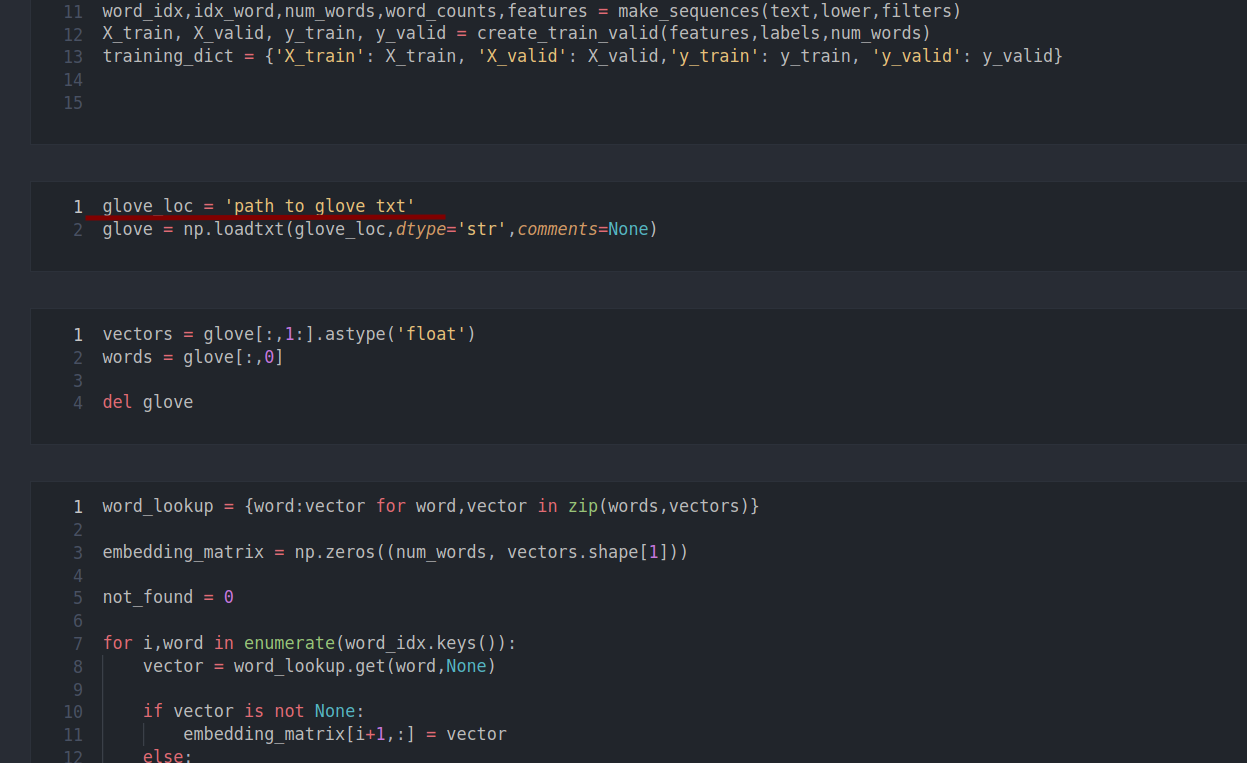 11 word_idx,idx_word,num_words,word_counts,features = make_sequences(text,lower,filters)
12 X_train, X_valid, y_train, y_valid = create_train_valid(features,labels,num_words)
13 training_dict = {'X_train': X_train, 'X_valid': X_valid,'y_train': y_train, 'y_valid': y_valid}
14
15
1 glove_loc = 'path to glove txt'
2 glove = np.loadtxt(glove_loc,dtype='str',comments=None)
1 vectors = glove[:,1:].astype('float')
2 words = glove[:,0]
3
4 del glove
1 word_lookup = {word:vector for word,vector in zip(words,vectors)}
2
3 embedding_matrix = np.zeros((num_words, vectors.shape[1]))
4
5 not_found = 0
6
7 for i,word in enumerate(word_idx.keys()):
8     vector = word_lookup.get(word,None)
9
10     if vector is not None:
11         embedding_matrix[i+1,:] = vector
12     else: